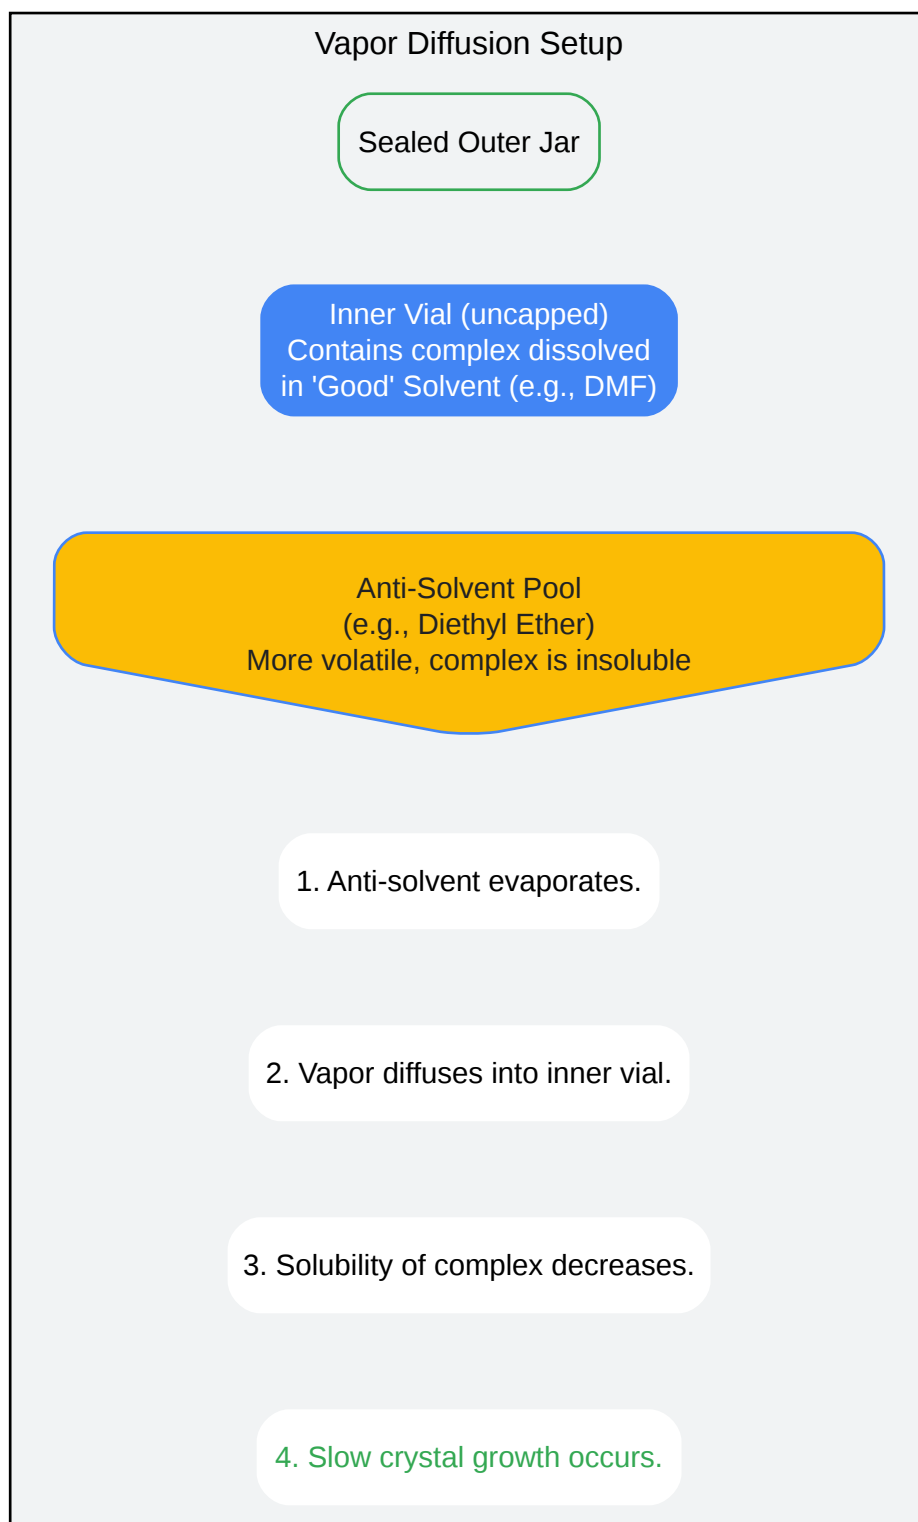 Vapor Diffusion Setup
Sealed Outer Jar
Inner Vial (uncapped)
Contains complex dissolved
in 'Good' Solvent (e.g., DMF)
Anti-Solvent Pool
(e.g., Diethyl Ether)
More volatile, complex is insoluble
1. Anti-solvent evaporates.
2. Vapor diffuses into inner vial.
3. Solubility of complex decreases.
4. Slow crystal growth occurs.